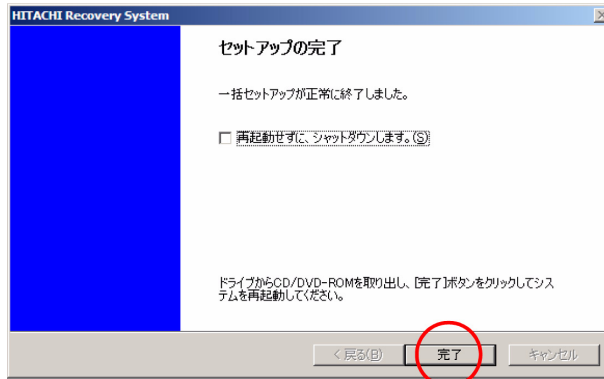 HITACHI Recovery System
セットアップの完了
一括セットアップが正常に終了しました。
再起動せずに、シャットダウンします。(S)
ドライブからCD/DVD-ROMを取り出し、[完了]ボタンをクリックしてシス
テムを再起動してください。
< 戻る(B)
完了
キャンセル